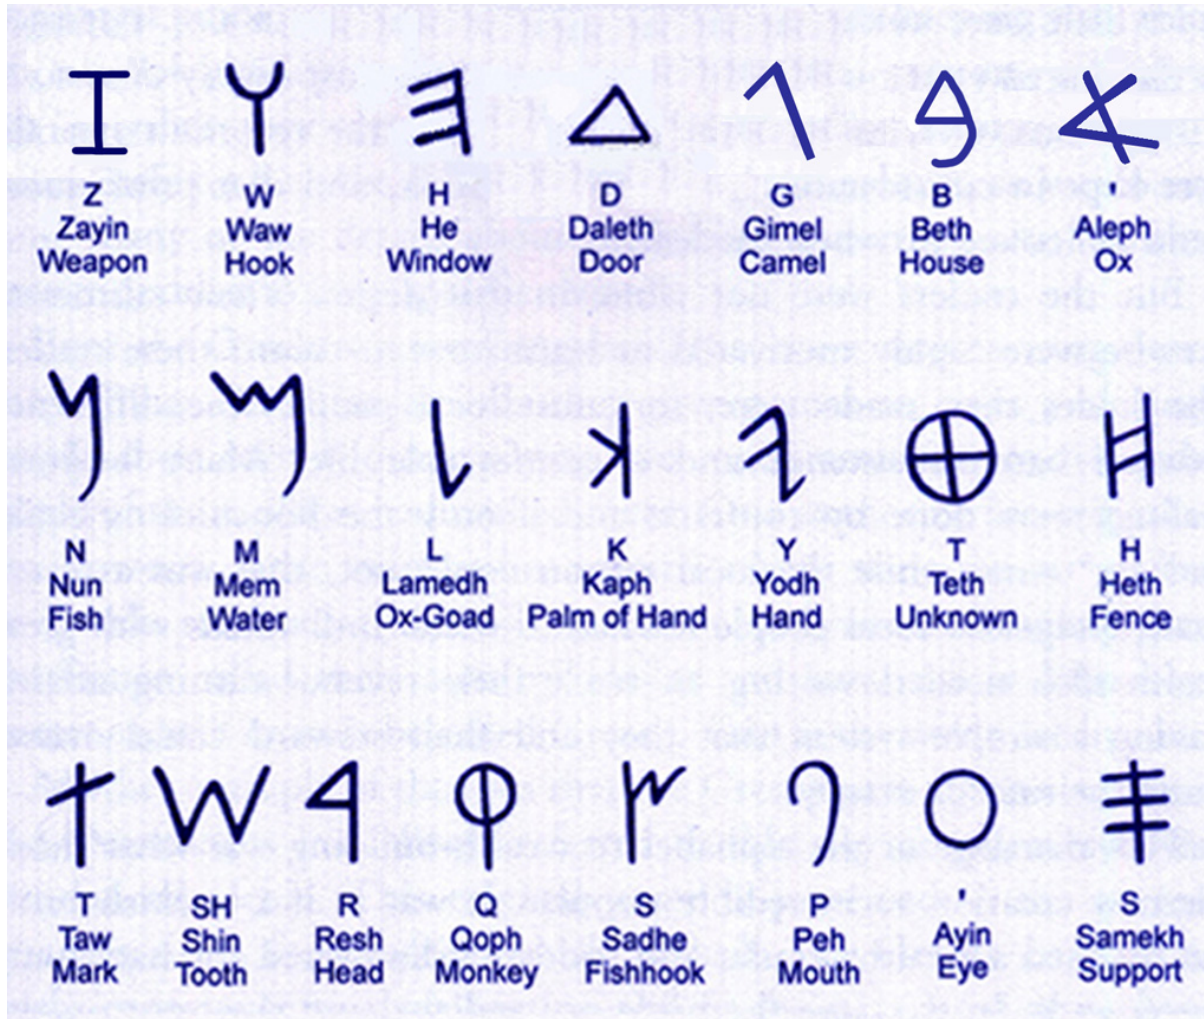 𐤀 𐤁 𐤂 𐤃 𐤄 𐤅 𐤆
Z W H D G B '
Zayin Waw He Daleth Gimel Beth Aleph
Weapon Hook Window Door Camel House Ox
𐤇 𐤈 𐤉 𐤊 𐤋 𐤌 𐤍
N M L K Y T H
Nun Mem Lamedh Kaph Yodh Teth Heth
Fish Water Ox-Goad Palm of Hand Hand Unknown Fence
𐤎 𐤏 𐤐 𐤑 𐤒 𐤓 𐤔 𐤕
T SH R Q S P ' S
Taw Shin Resh Qoph Sadhe Peh Ayin Samekh
Mark Tooth Head Monkey Fishhook Mouth Eye Support